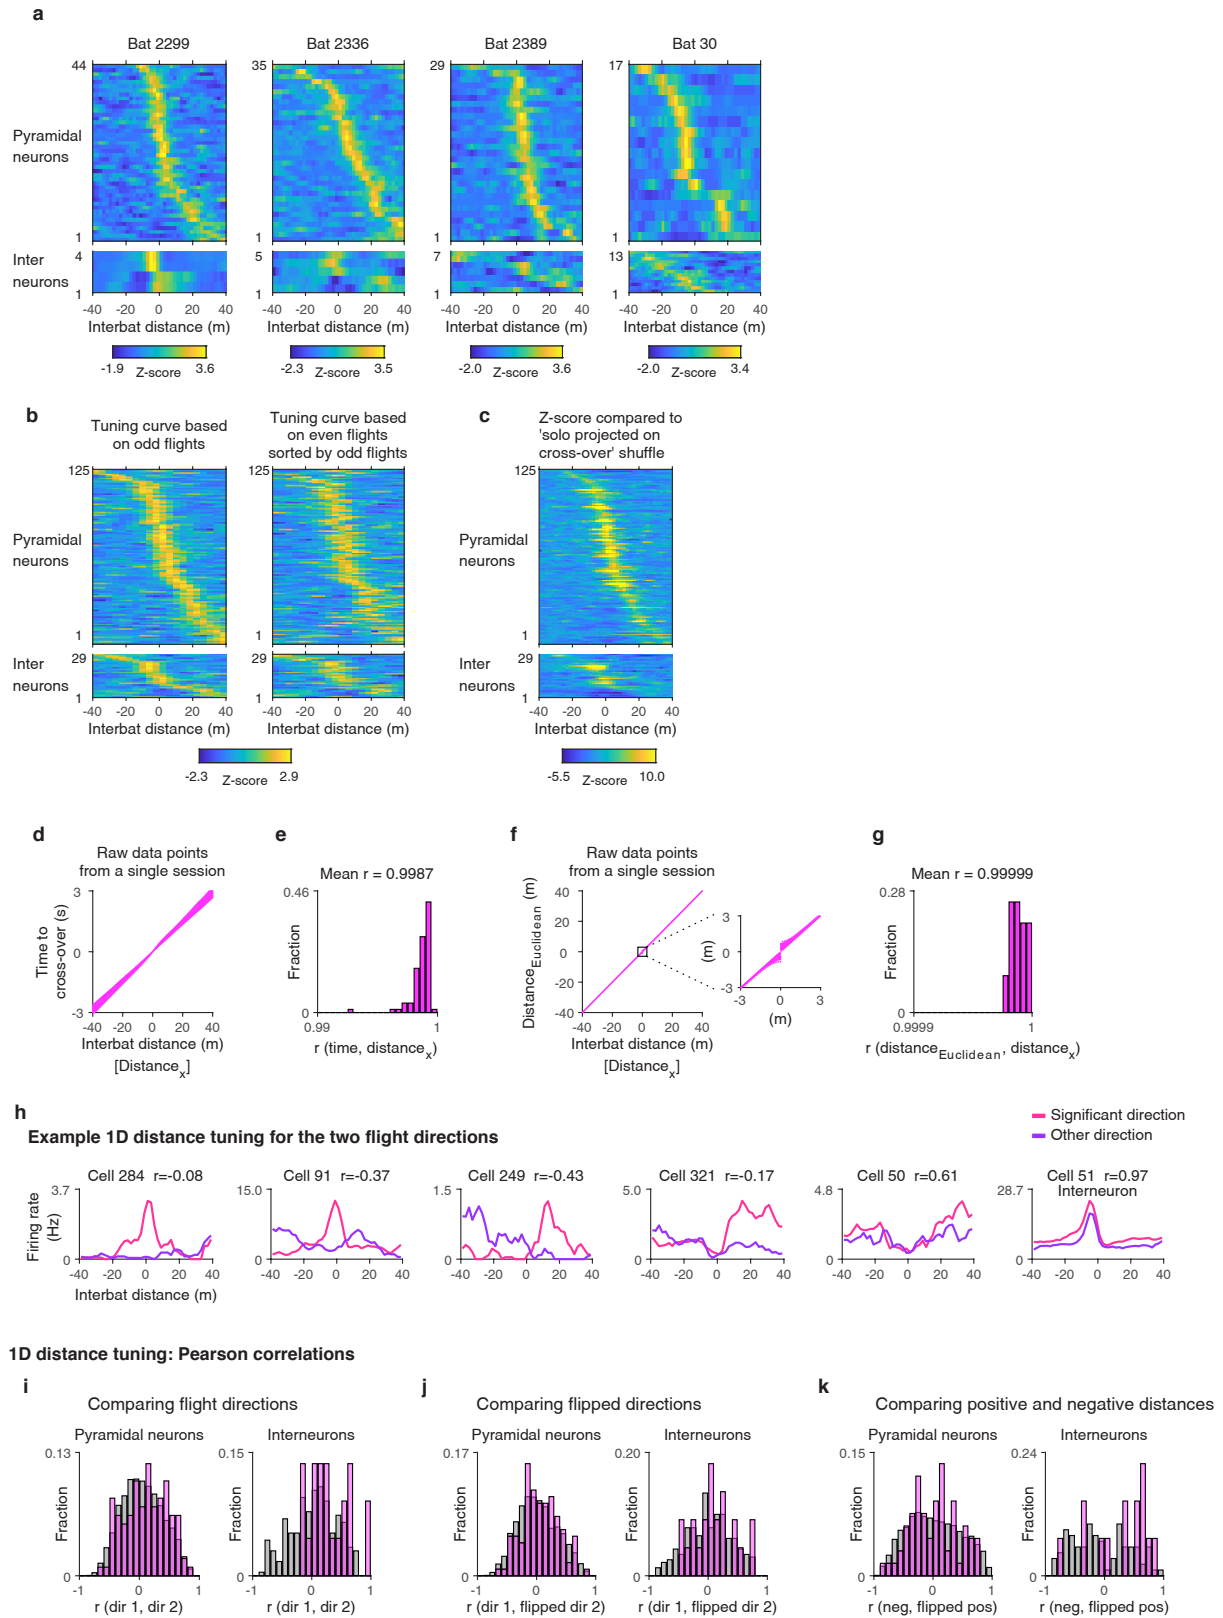 a
Bat 2299
Bat 2336
Bat 2389
Bat 30
44
35
29
17
Pyramidal
neurons
1
1
1
1
Inter
neurons
4
5
7
13
1
1
1
1
-40 -20 0 20 40
-40 -20 0 20 40
-40 -20 0 20 40
-40 -20 0 20 40
Interbat distance (m)
Interbat distance (m)
Interbat distance (m)
Interbat distance (m)
-1.9 Z-score 3.6
-2.3 Z-score 3.5
-2.0 Z-score 3.6
-2.0 Z-score 3.4
b
Tuning curve based
on odd flights
Tuning curve based
on even flights
sorted by odd flights
c
Z-score compared to
'solo projected on
cross-over' shuffle
125
125
125
Pyramidal
neurons
Pyramidal
neurons
1
1
1
Inter
neurons
29
29
Inter
neurons
29
1
1
1
-40 -20 0 20 40
-40 -20 0 20 40
-40 -20 0 20 40
Interbat distance (m)
Interbat distance (m)
Interbat distance (m)
-2.3 Z-score 2.9
-5.5 Z-score 10.0
d
Raw data points
from a single session
Time to
cross-over (s)
3
0
-3
-40 -20 0 20 40
Interbat distance (m)
[Distancex]
e
Mean r = 0.9987
Fraction
0.46
0
0.99 1
r (time, distancex)
f
Raw data points
from a single session
DistanceEuclidean (m)
40
20
0
-20
-40
-40 -20 0 20 40
Interbat distance (m)
[Distancex]
(m)
3
0
-3
-3 0 3
(m)
g
Mean r = 0.99999
Fraction
0.28
0
0.9999 1
r (distanceEuclidean, distancex)
h
Example 1D distance tuning for the two flight directions
Significant direction
Other direction
Cell 284 r=-0.08
Cell 91 r=-0.37
Cell 249 r=-0.43
Cell 321 r=-0.17
Cell 50 r=0.61
Cell 51 r=0.97
Interneuron
Firing rate
(Hz)
3.7
15.0
1.5
5.0
4.8
28.7
0
0
0
0
0
0
-40 -20 0 20 40
-40 -20 0 20 40
-40 -20 0 20 40
-40 -20 0 20 40
-40 -20 0 20 40
-40 -20 0 20 40
Interbat distance (m)
1D distance tuning: Pearson correlations
i
Comparing flight directions
Pyramidal neurons
Interneurons
Fraction
0.13
0
-1 0 1
r (dir 1, dir 2)
Fraction
0.15
0
-1 0 1
r (dir 1, dir 2)
j
Comparing flipped directions
Pyramidal neurons
Interneurons
Fraction
0.17
0
-1 0 1
r (dir 1, flipped dir 2)
Fraction
0.20
0
-1 0 1
r (dir 1, flipped dir 2)
k
Comparing positive and negative distances
Pyramidal neurons
Interneurons
Fraction
0.15
0
-1 0 1
r (neg, flipped pos)
Fraction
0.24
0
-1 0 1
r (neg, flipped pos)